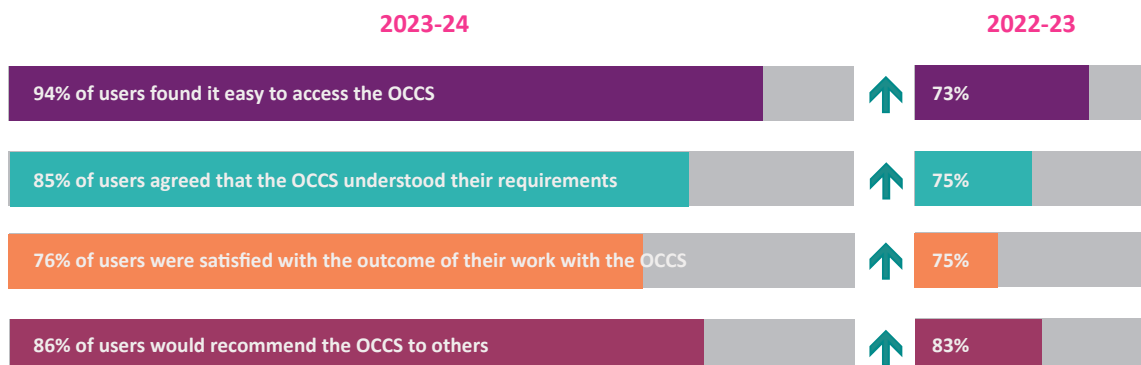 2023-24
2022-23
94% of users found it easy to access the OCCS
73%
85% of users agreed that the OCCS understood their requirements
75%
76% of users were satisfied with the outcome of their work with the OCCS
75%
86% of users would recommend the OCCS to others
83%